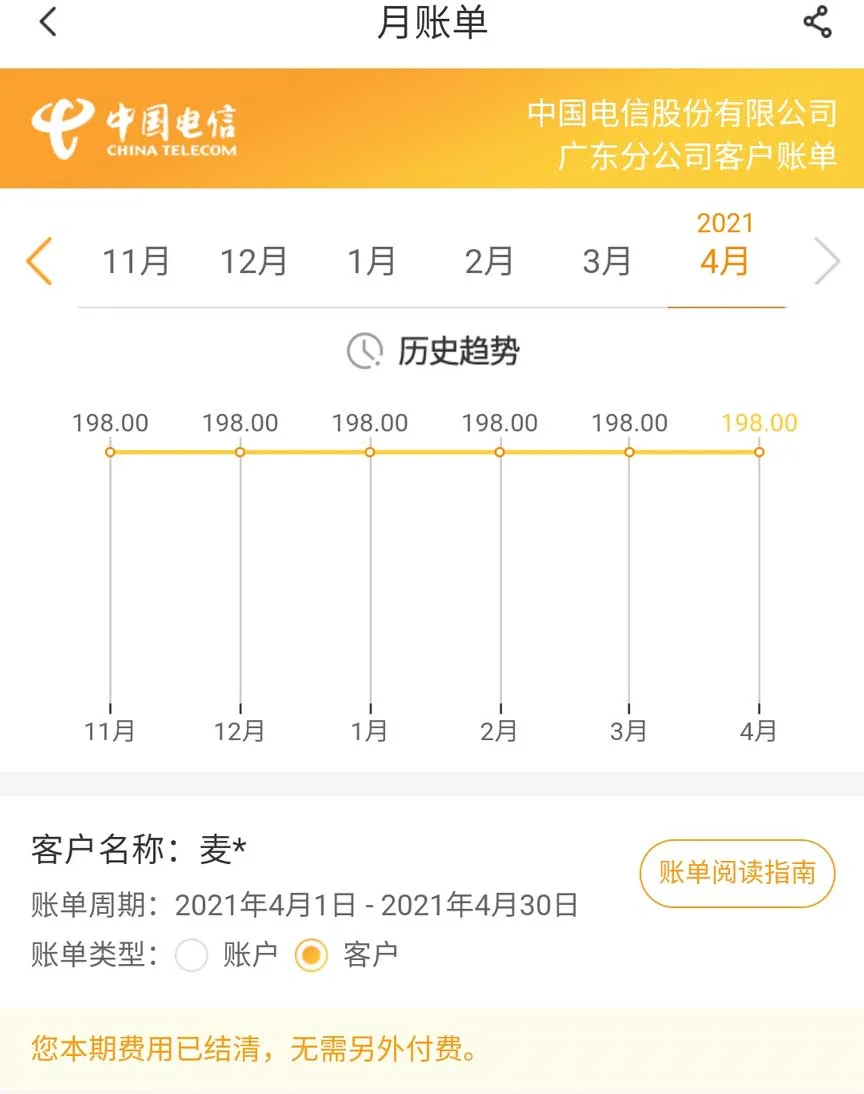 月账单
中国电信
CHINA TELECOM
中国电信股份有限公司
广东分公司客户账单
2021
11月 12月 1月 2月 3月 4月
历史趋势
198.00 198.00 198.00 198.00 198.00 198.00
11月 12月 1月 2月 3月 4月
客户名称：麦*
账单阅读指南
账单周期：2021年4月1日 - 2021年4月30日
账单类型： 账户 客户
您本期费用已结清，无需另外付费。